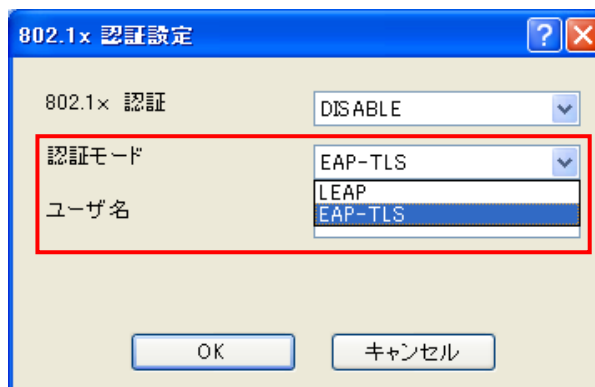 802.1x 認証設定
802.1x 認証
DISABLE
認証モード
EAP-TLS
LEAP
EAP-TLS
ユーザ名
OK
キャンセル